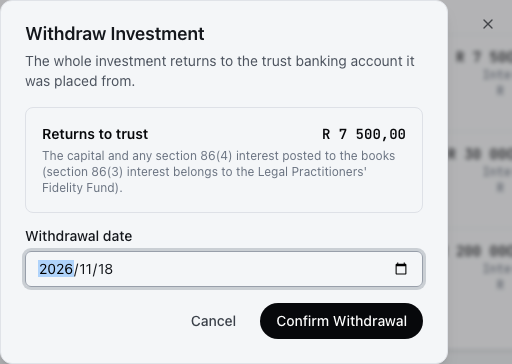 Withdraw Investment
The whole investment returns to the trust banking account it
was placed from.
Returns to trust R 7 500,00
The capital and any section 86(4) interest posted to the books
(section 86(3) interest belongs to the Legal Practitioners'
Fidelity Fund).
Withdrawal date
2026/11/18
Cancel Confirm Withdrawal